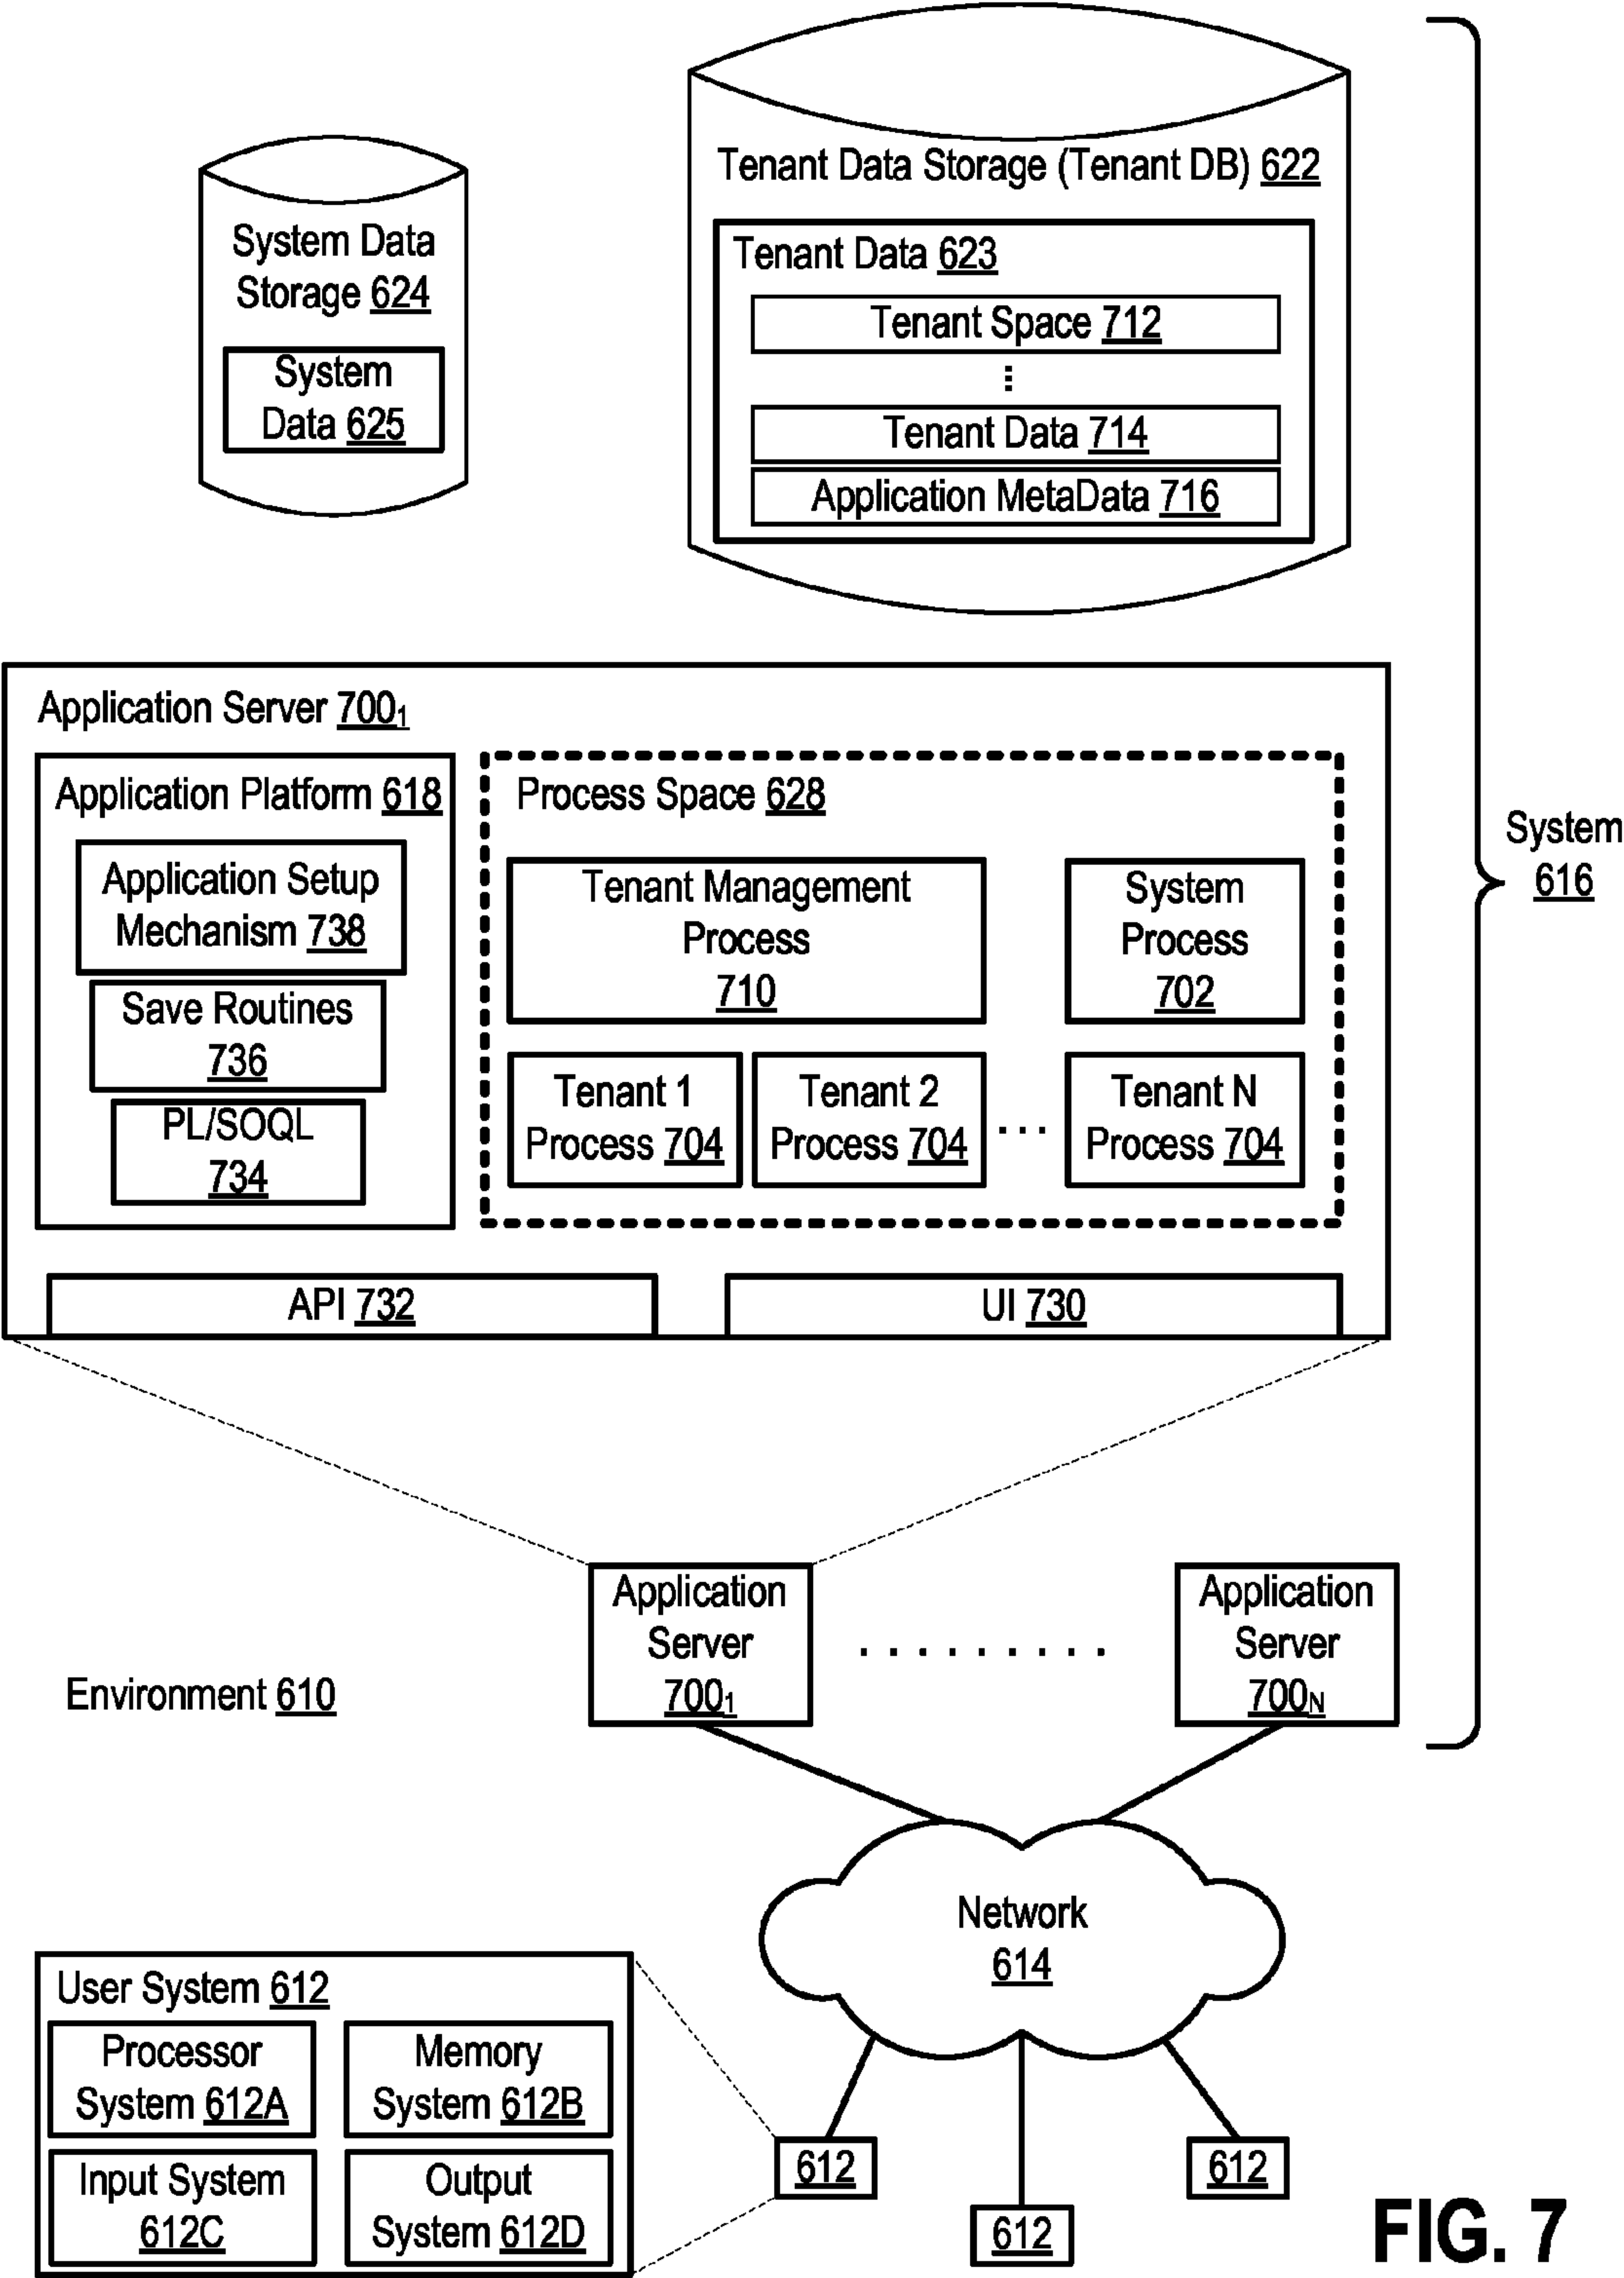 Tenant Data Storage (Tenant DB) 622
System Data
Storage 624
System
Data 625
Tenant Data 623
Tenant Space 712
Tenant Data 714
Application MetaData 716
System
616
Application Server 700₁
Application Platform 618
Application Setup
Mechanism 738
Save Routines
736
PL/SOQL
734
Process Space 628
Tenant Management
Process
710
System
Process
702
Tenant 1
Process 704
Tenant 2
Process 704
...
Tenant N
Process 704
API 732
UI 730
Application
Server
700₁
. . . . . . . . .
Application
Server
700N
Environment 610
Network
614
User System 612
Processor
System 612A
Memory
System 612B
Input System
612C
Output
System 612D
612
612
612
FIG. 7